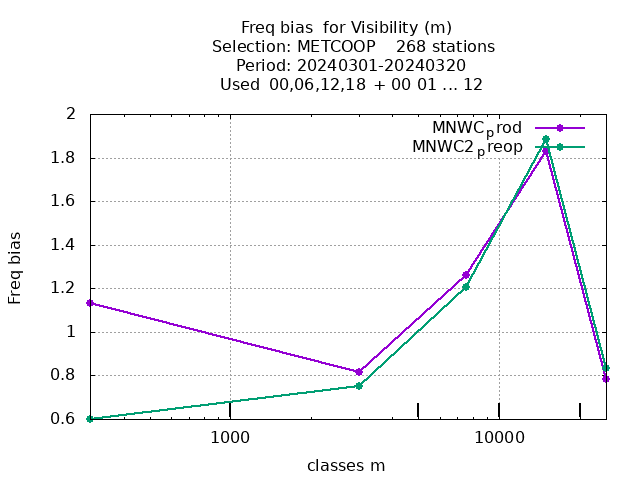 Freq bias  for Visibility (m)
Selection: METCOOP    268 stations
Period: 20240301-20240320
Used  00,06,12,18  + 00 01 ... 12
MNWCprod
MNWC2preop
2
1.8
1.6
1.4
1.2
1
0.8
0.6
Freq bias
1000
10000
classes m